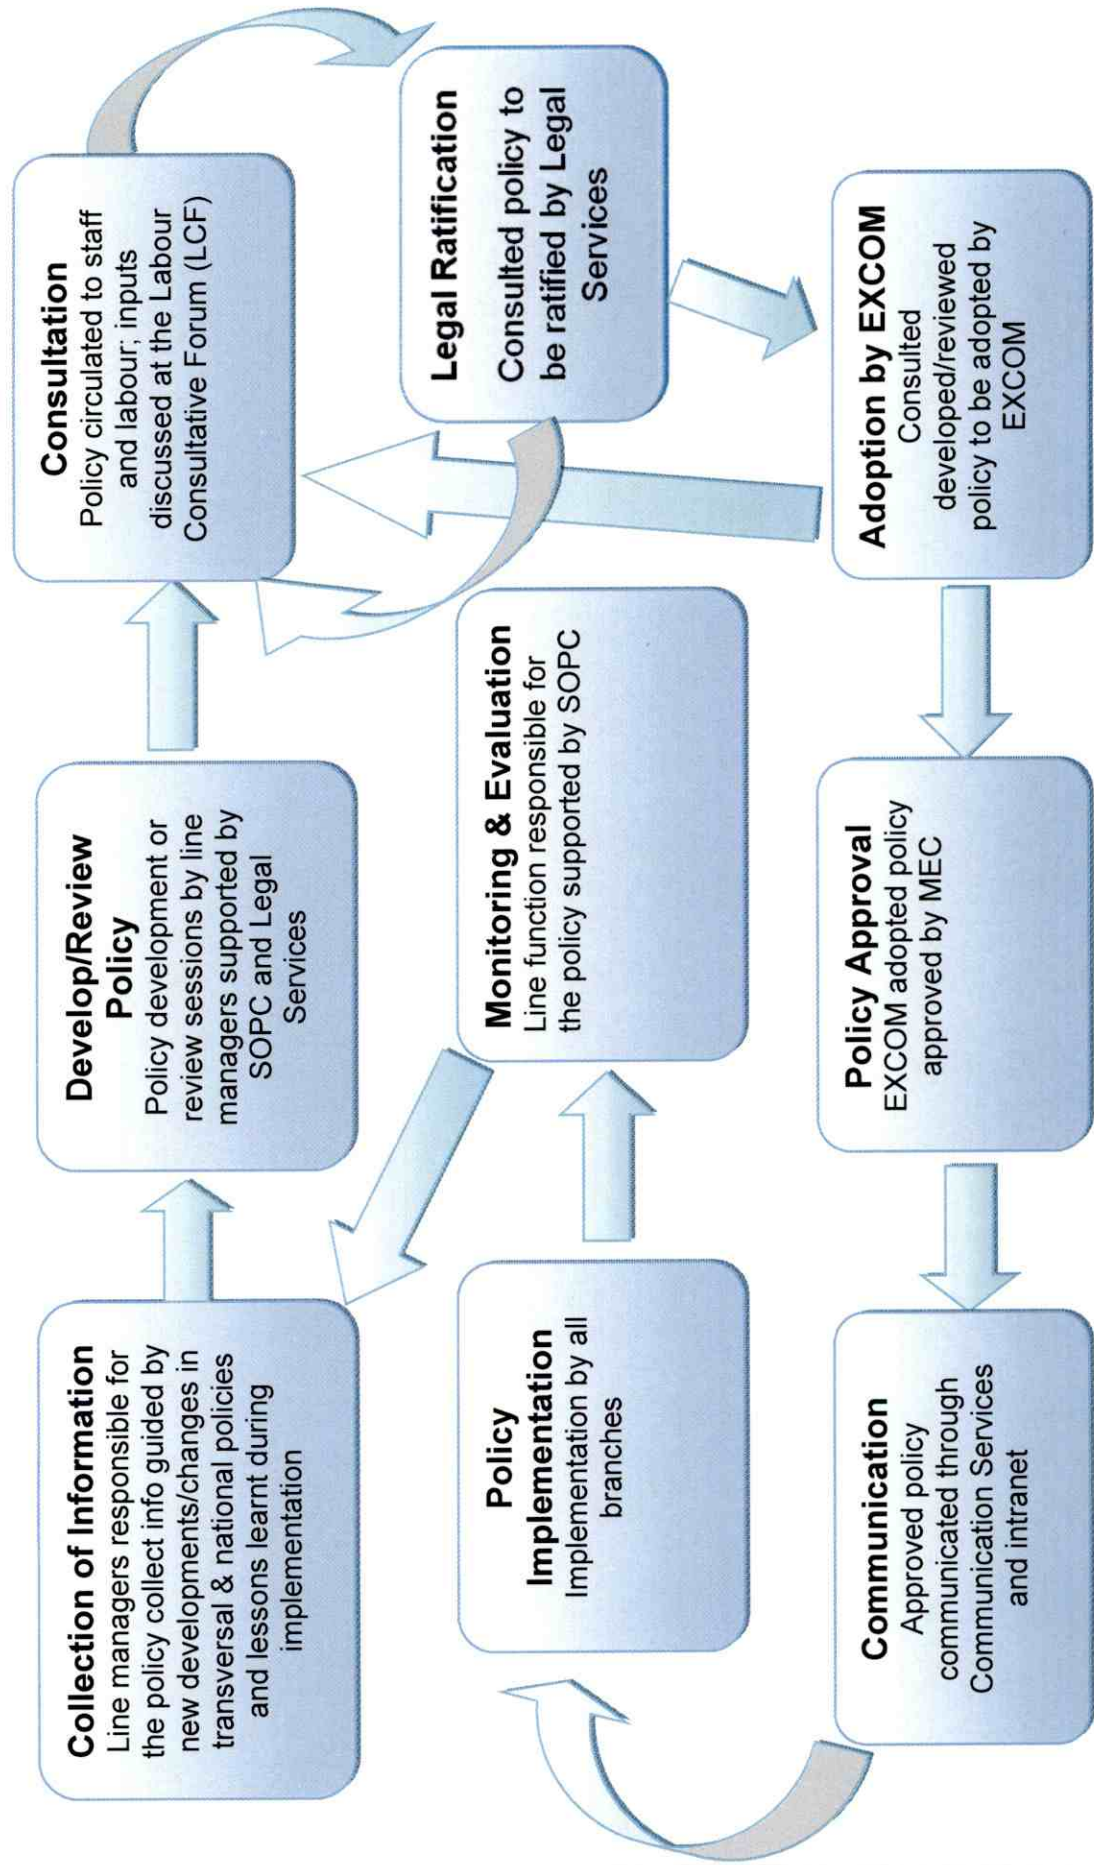 Collection of Information
Line managers responsible for
the policy collect info guided by
new developments/changes in
transversal & national policies
and lessons learnt during
implementation
Develop/Review
Policy
Policy development or
review sessions by line
managers supported by
SOPC and Legal
Services
Consultation
Policy circulated to staff
and labour; inputs
discussed at the Labour
Consultative Forum (LCF)
Legal Ratification
Consulted policy to
be ratified by Legal
Services
Adoption by EXCOM
Consulted
developed/reviewed
policy to be adopted by
EXCOM
Policy Approval
EXCOM adopted policy
approved by MEC
Communication
Approved policy
communicated through
Communication Services
and intranet
Policy
Implementation
Implementation by all
branches
Monitoring & Evaluation
Line function responsible for
the policy supported by SOPC